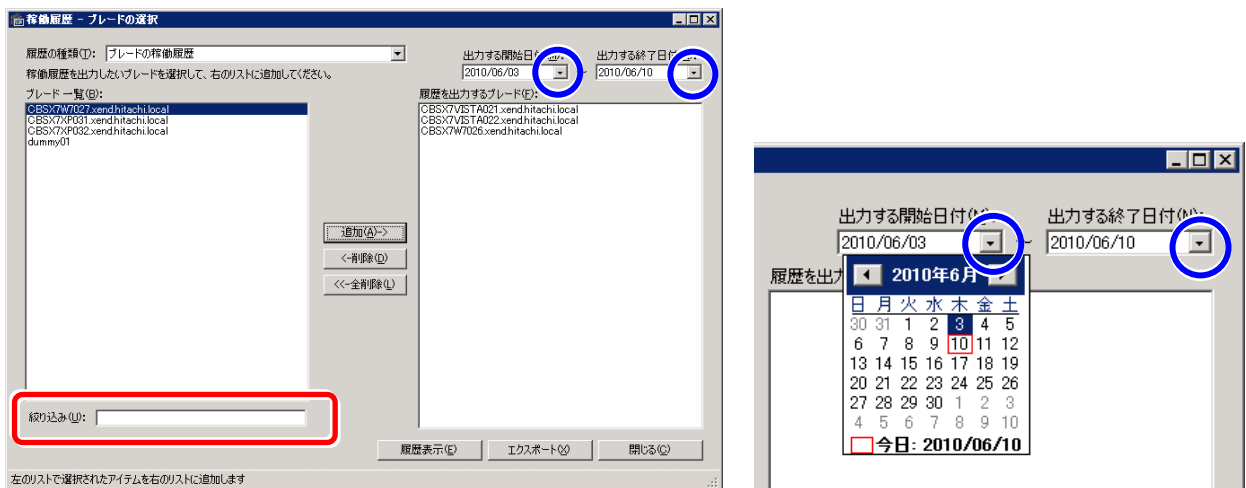 稼働履歴 - ブレードの選択
履歴の種類(T): ブレードの稼働履歴
稼働履歴を出力したいブレードを選択して、右のリストに追加してください。
出力する開始日付 出力する終了日付
2010/06/03 ~ 2010/06/10
ブレード 一覧(B):
CBSX7W7027.xend.hitachi.local
CBSX7XP031.xend.hitachi.local
CBSX7XP032.xend.hitachi.local
dummy01
追加(A)->
<-削除(D)
<<-全削除(L)
履歴を出力するブレード(F):
CBSX7VISTA021.xend.hitachi.local
CBSX7VISTA022.xend.hitachi.local
CBSX7W7026.xend.hitachi.local
絞り込み(U):
履歴表示(E) エクスポート(X) 閉じる(C)
左のリストで選択されたアイテムを右のリストに追加します
出力する開始日付 出力する終了日付(N):
2010/06/03 ~ 2010/06/10
履歴を出
2010年6月
日 月 火 水 木 金 土
30 31 1 2 3 4 5
6 7 8 9 10 11 12
13 14 15 16 17 18 19
20 21 22 23 24 25 26
27 28 29 30 1 2 3
4 5 6 7 8 9 10
今日: 2010/06/10